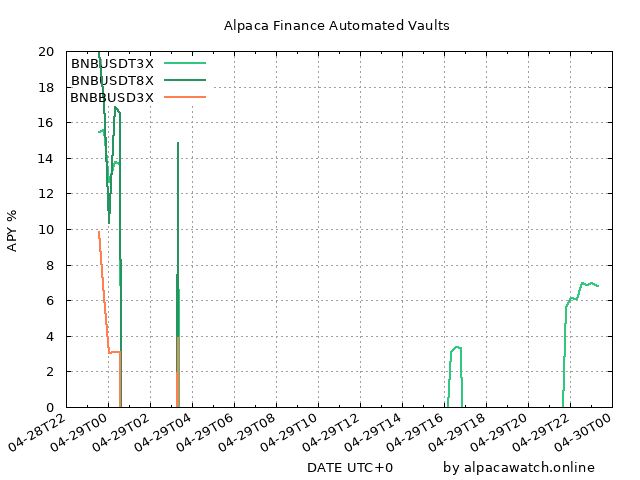 Alpaca Finance Automated Vaults
BNBUSDT3X
BNBUSDT8X
BNBBUSD3X
20
18
16
14
12
10
8
6
4
2
0
APY %
04-28T22
04-29T00
04-29T02
04-29T04
04-29T06
04-29T08
04-29T10
04-29T12
04-29T14
04-29T16
04-29T18
04-29T20
04-29T22
04-30T00
DATE UTC+0
by alpacawatch.online